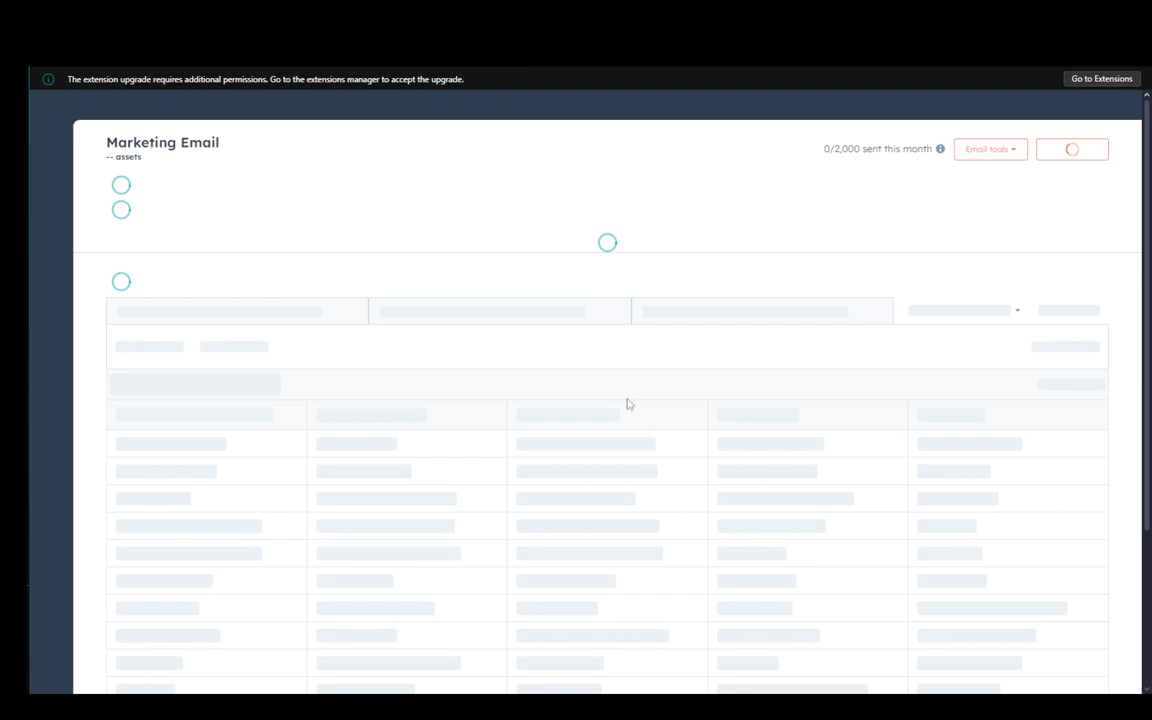 The extension upgrade requires additional permissions. Go to the extensions manager to accept the upgrade.
Go to Extensions
Marketing Email
-- assets
0/2,000 sent this month
Email tools